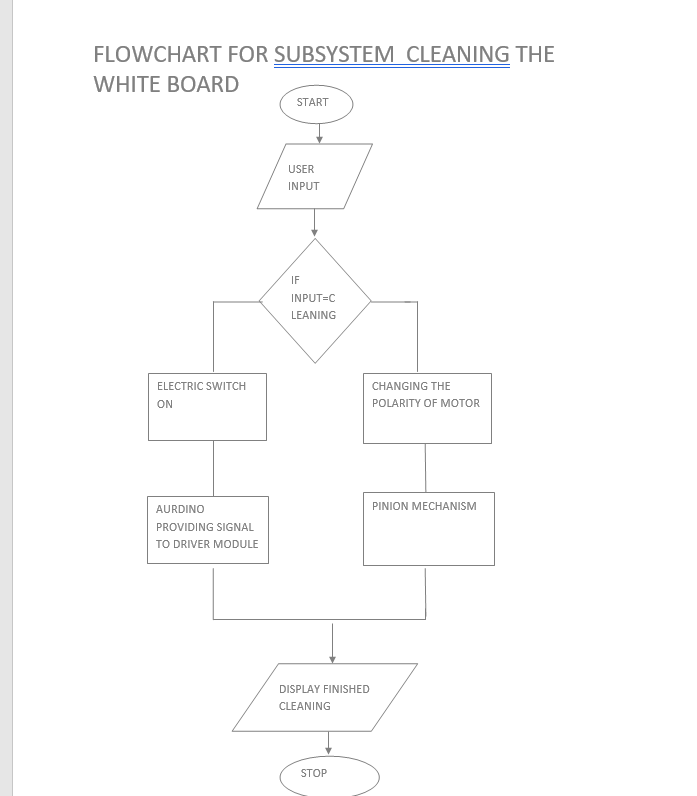 FLOWCHART FOR SUBSYSTEM CLEANING THE
WHITE BOARD
START
USER
INPUT
IF
INPUT=C
LEANING
ELECTRIC SWITCH
ON
CHANGING THE
POLARITY OF MOTOR
AURDINO
PROVIDING SIGNAL
TO DRIVER MODULE
PINION MECHANISM
DISPLAY FINISHED
CLEANING
STOP